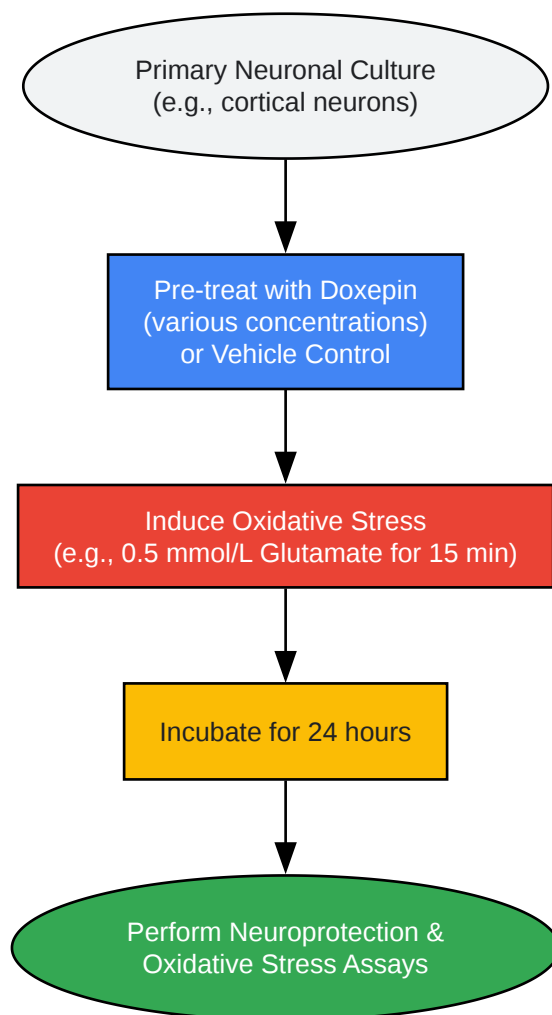 Primary Neuronal Culture
(e.g., cortical neurons)
Pre-treat with Doxepin
(various concentrations)
or Vehicle Control
Induce Oxidative Stress
(e.g., 0.5 mmol/L Glutamate for 15 min)
Incubate for 24 hours
Perform Neuroprotection &
Oxidative Stress Assays